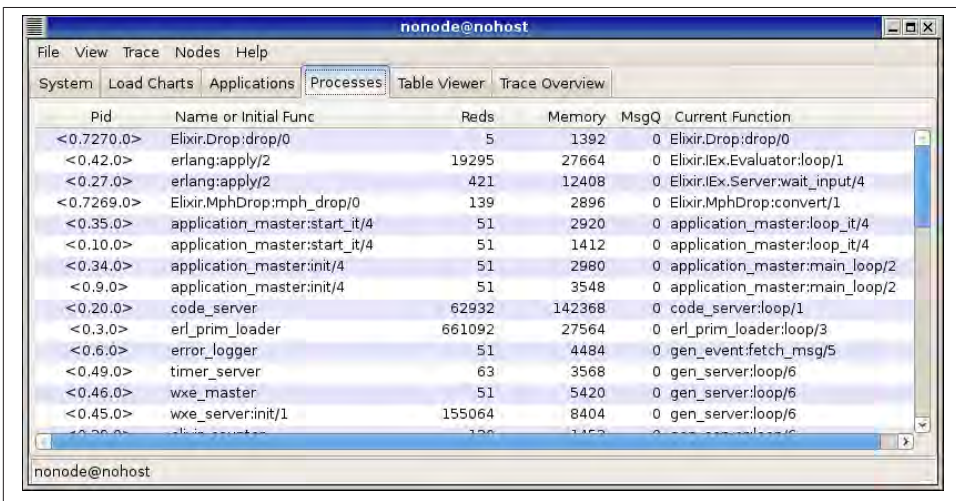 nonode@nohost
File View Trace Nodes Help
System Load Charts Applications Processes Table Viewer Trace Overview
Pid Name or Initial Func Reds Memory MsgQ Current Function
<0.7270.0> Elixir.Drop:drop/0 5 1392 0 Elixir.Drop:drop/0
<0.42.0> erlang:apply/2 19295 27664 0 Elixir.IEx.Evaluator:loop/1
<0.27.0> erlang:apply/2 421 12408 0 Elixir.IEx.Server:wait_input/4
<0.7269.0> Elixir.MphDrop:mph_drop/0 139 2896 0 Elixir.MphDrop:convert/1
<0.35.0> application_master:start_it/4 51 2920 0 application_master:loop_it/4
<0.10.0> application_master:start_it/4 51 1412 0 application_master:loop_it/4
<0.34.0> application_master:init/4 51 2980 0 application_master:main_loop/2
<0.9.0> application_master:init/4 51 3548 0 application_master:main_loop/2
<0.20.0> code_server 62932 142368 0 code_server:loop/1
<0.3.0> erl_prim_loader 661092 27564 0 erl_prim_loader:loop/3
<0.6.0> error_logger 51 4484 0 gen_event:fetch_msg/5
<0.49.0> timer_server 63 3568 0 gen_server:loop/6
<0.46.0> wxe_master 51 5420 0 gen_server:loop/6
<0.45.0> wxe_server:init/1 155064 8404 0 gen_server:loop/6
nonode@nohost